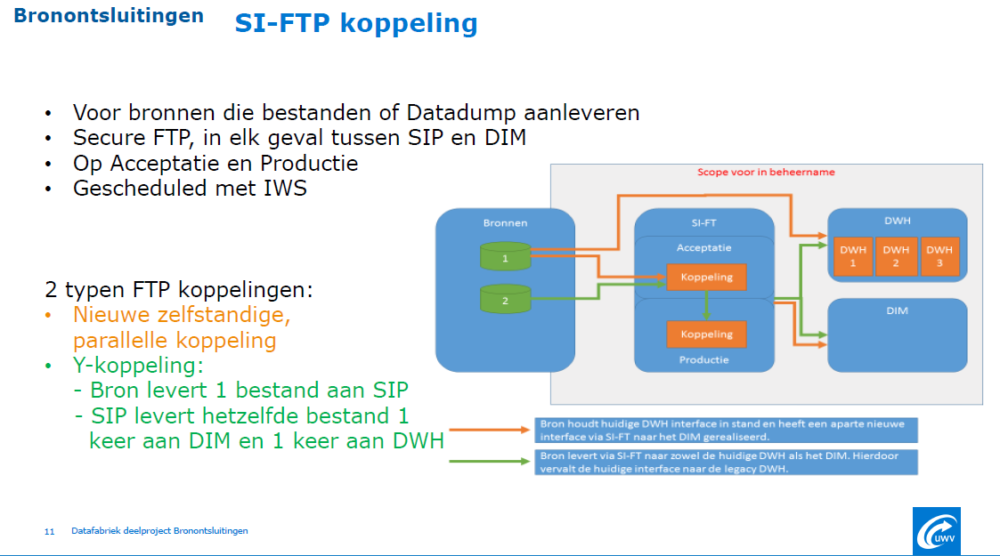 Bronontsluitingen
SI-FTP koppeling
• Voor bronnen die bestanden of Datadump aanleveren
• Secure FTP, in elk geval tussen SIP en DIM
• Op Acceptatie en Productie
• Gescheduled met IWS
2 typen FTP koppelingen:
• Nieuwe zelfstandige,
parallelle koppeling
• Y-koppeling:
- Bron levert 1 bestand aan SIP
- SIP levert hetzelfde bestand 1
keer aan DIM en 1 keer aan DWH
Scope voor in beheername
Bronnen
1
2
SI-FT
Acceptatie
Koppeling
Koppeling
Productie
DWH
DWH
1
DWH
2
DWH
3
DIM
Bron houdt huidige DWH interface in stand en heeft een aparte nieuwe
interface via SI-FT naar het DIM gerealiseerd.
Bron levert via SI-FT naar zowel de huidige DWH als het DIM. Hierdoor
vervalt de huidige interface naar de legacy DWH.
11 Datafabriek deelproject Bronontsluitingen
UWV